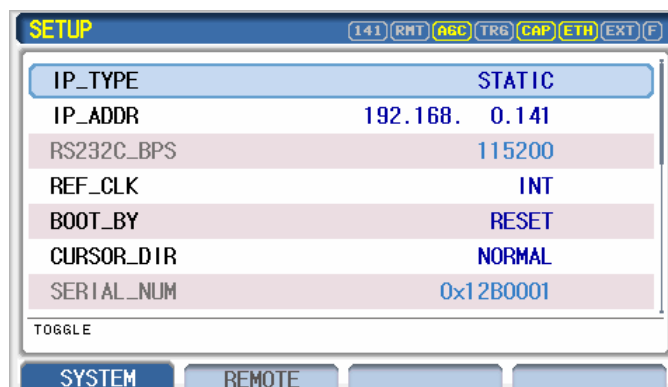 SETUP (141)(RMT)(AGC)(TRG)(CAP)(ETH)(EXT)(F)
IP_TYPE STATIC
IP_ADDR 192.168. 0.141
RS232C_BPS 115200
REF_CLK INT
BOOT_BY RESET
CURSOR_DIR NORMAL
SERIAL_NUM 0x12B0001
TOGGLE
SYSTEM REMOTE